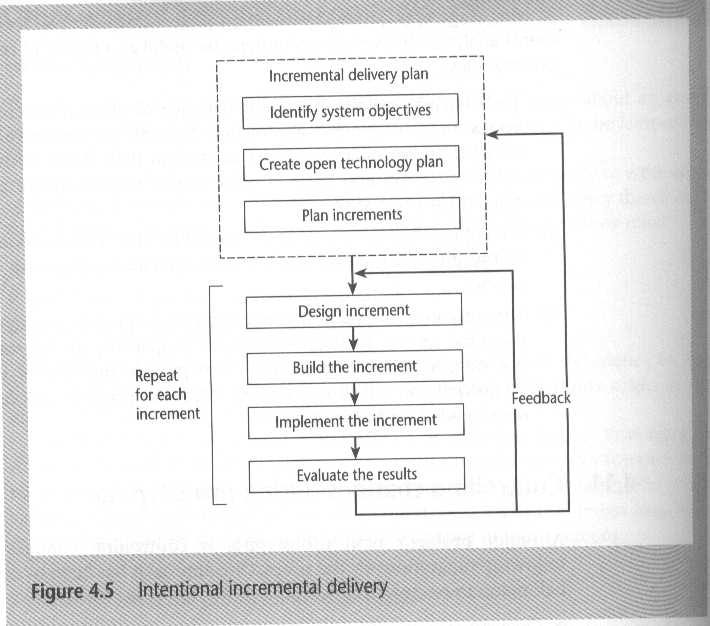 Incremental delivery plan
Identify system objectives
Create open technology plan
Plan increments
Design increment
Build the increment
Repeat
for each
increment
Implement the increment
Evaluate the results
Feedback
Figure 4.5 Intentional incremental delivery